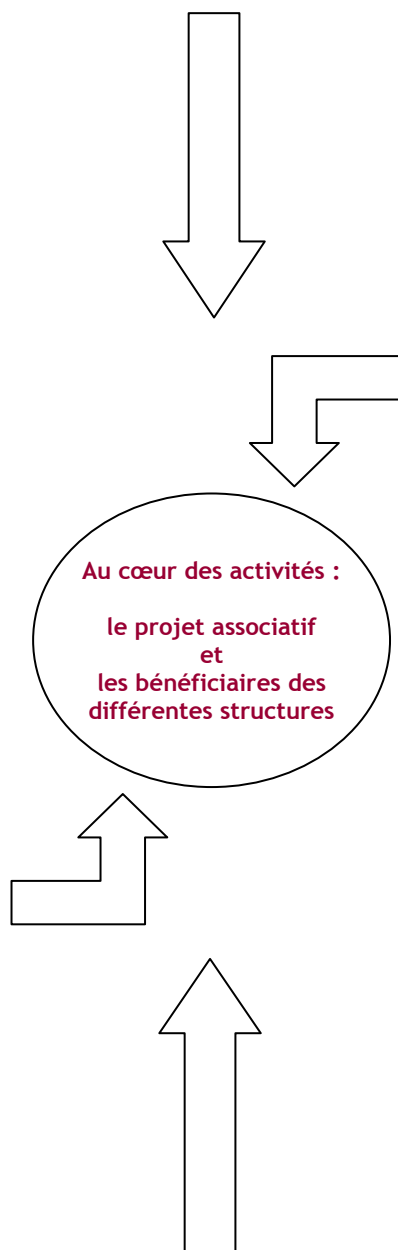 Au cœur des activités :
le projet associatif
et
les bénéficiaires des
différentes structures